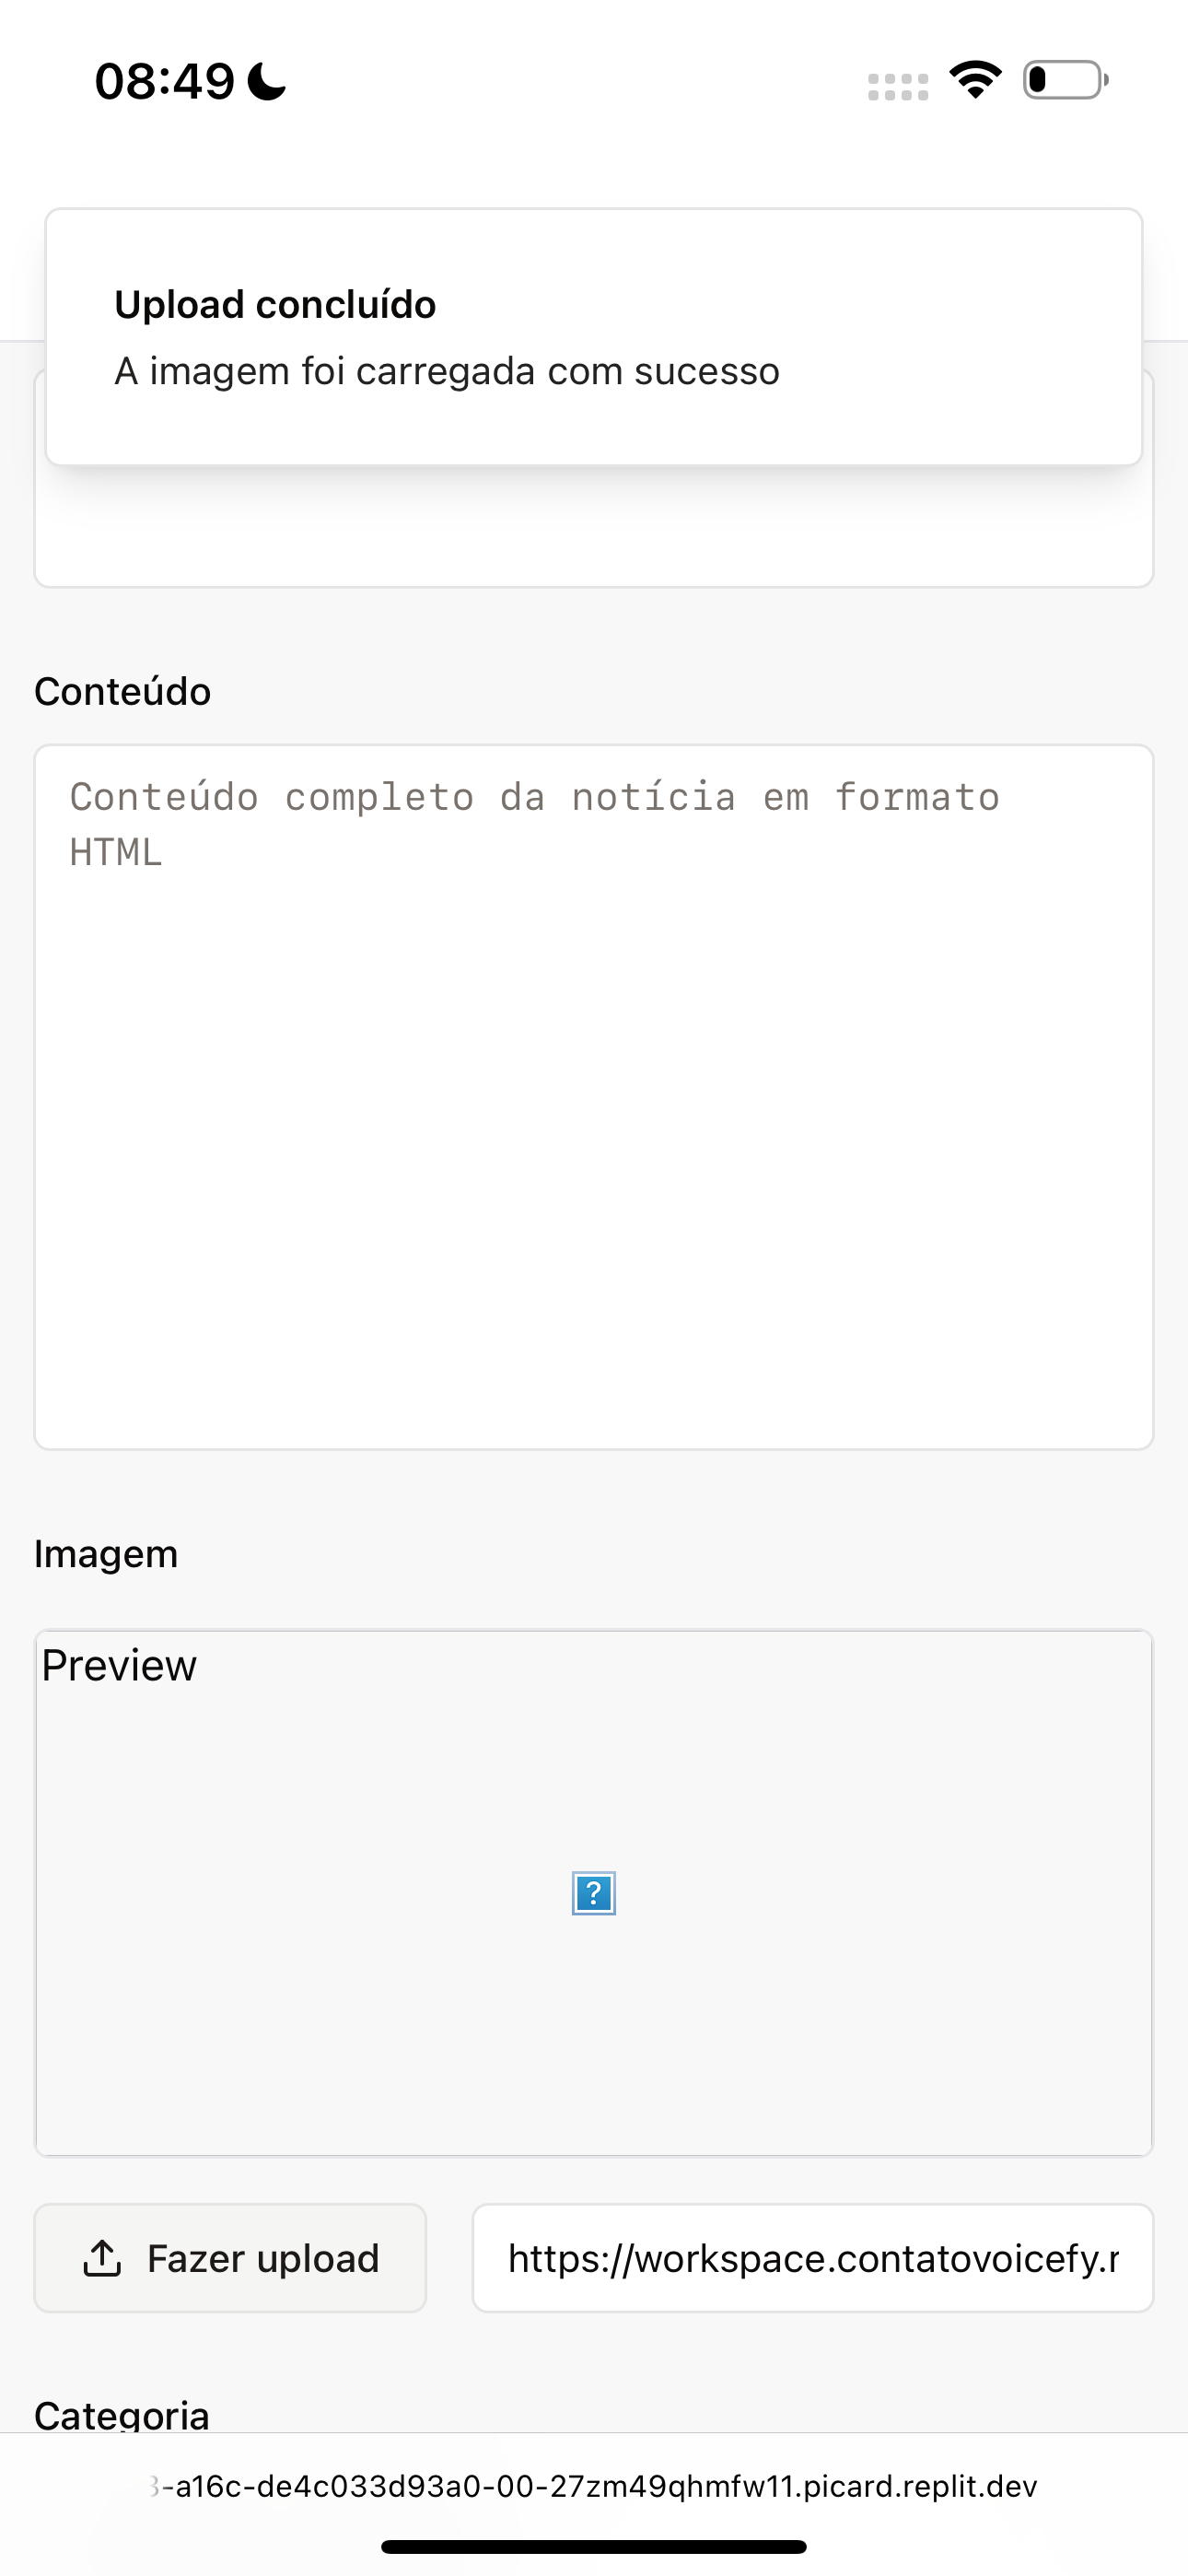 08:49
Upload concluído
A imagem foi carregada com sucesso
Conteúdo
Conteúdo completo da notícia em formato
HTML
Imagem
Preview
?
Fazer upload
https://workspace.contatovoicefy.r
Categoria
3-a16c-de4c033d93a0-00-27zm49qhmfw11.picard.replit.dev